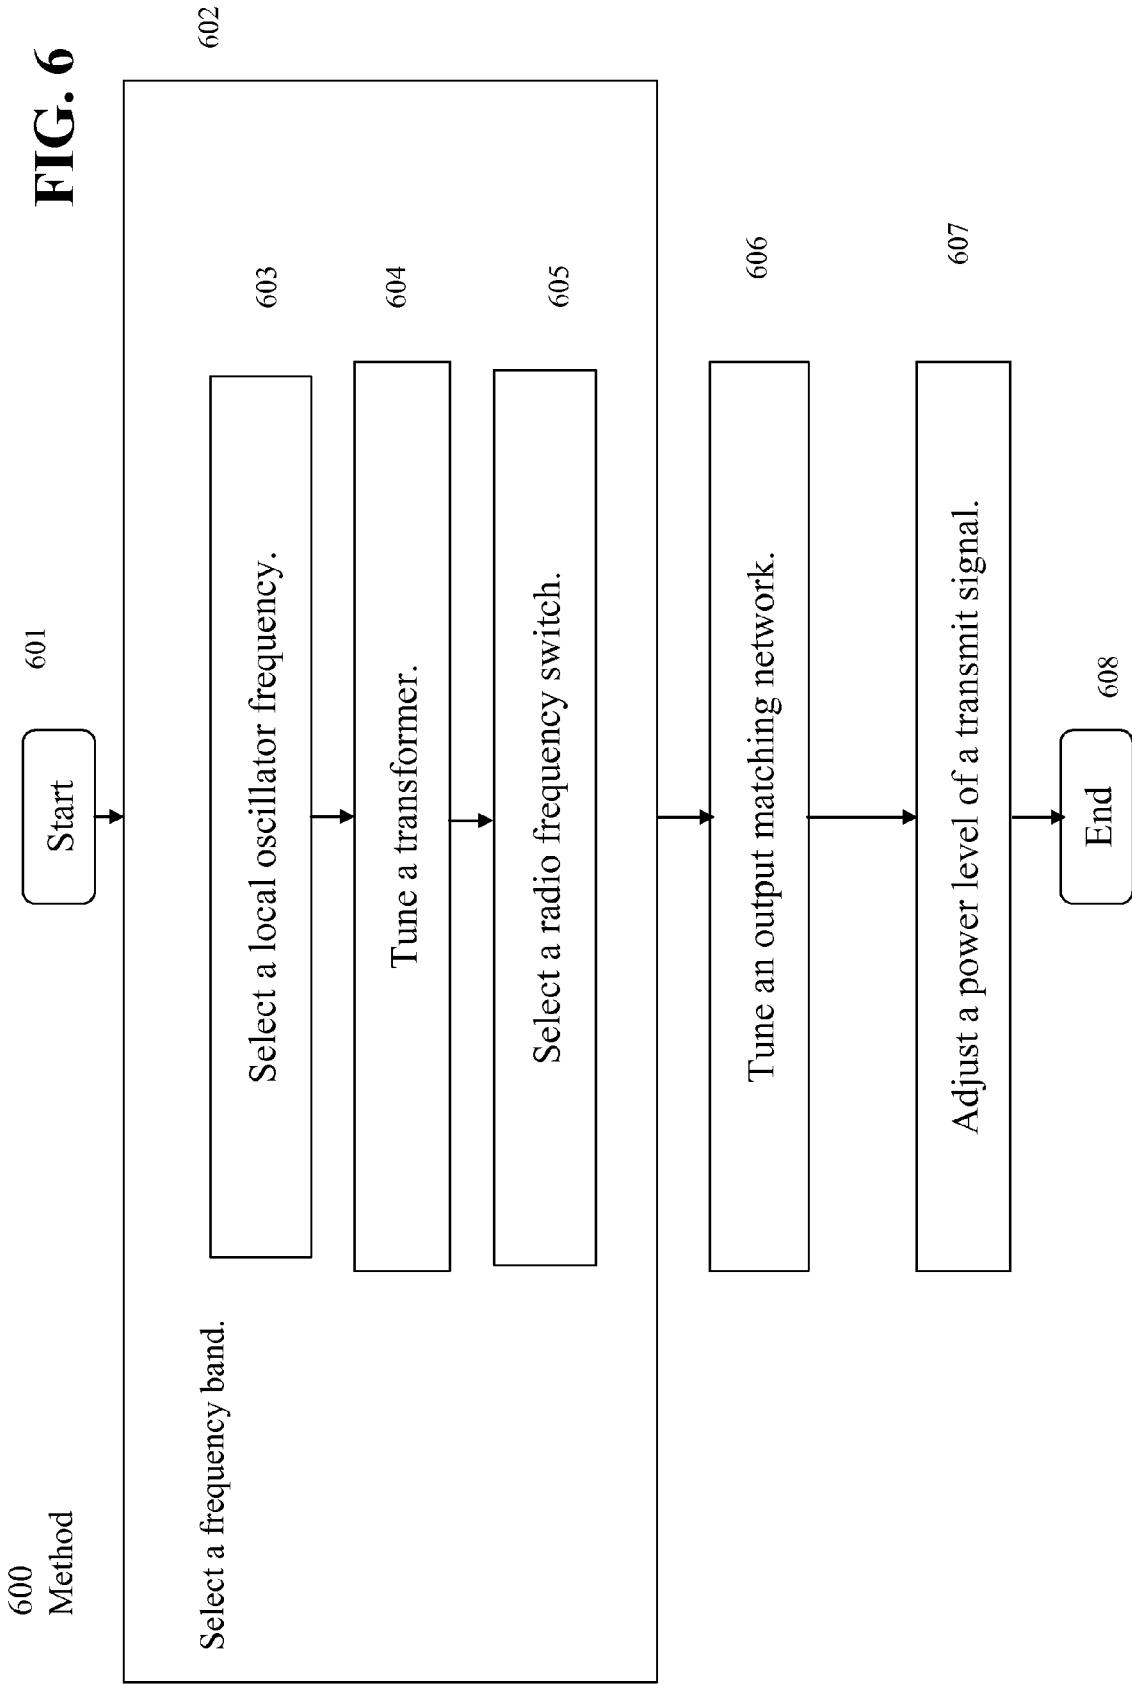 600
Method
FIG. 6
Start
601
602
Select a frequency band.
Select a local oscillator frequency.
603
Tune a transformer.
604
Select a radio frequency switch.
605
Tune an output matching network.
606
Adjust a power level of a transmit signal.
607
End
608